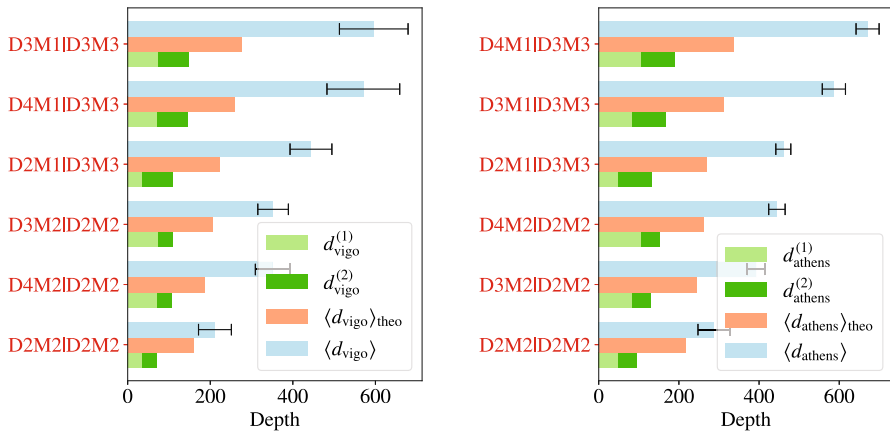 D3M1|D3M3
D4M1|D3M3
D2M1|D3M3
D3M2|D2M2
D4M2|D2M2
D2M2|D2M2
d_vigo^(1)
d_vigo^(2)
⟨d_vigo⟩_theo
⟨d_vigo⟩
0 200 400 600
Depth
D4M1|D3M3
D3M1|D3M3
D2M1|D3M3
D4M2|D2M2
D3M2|D2M2
D2M2|D2M2
d_athens^(1)
d_athens^(2)
⟨d_athens⟩_theo
⟨d_athens⟩
0 200 400 600
Depth